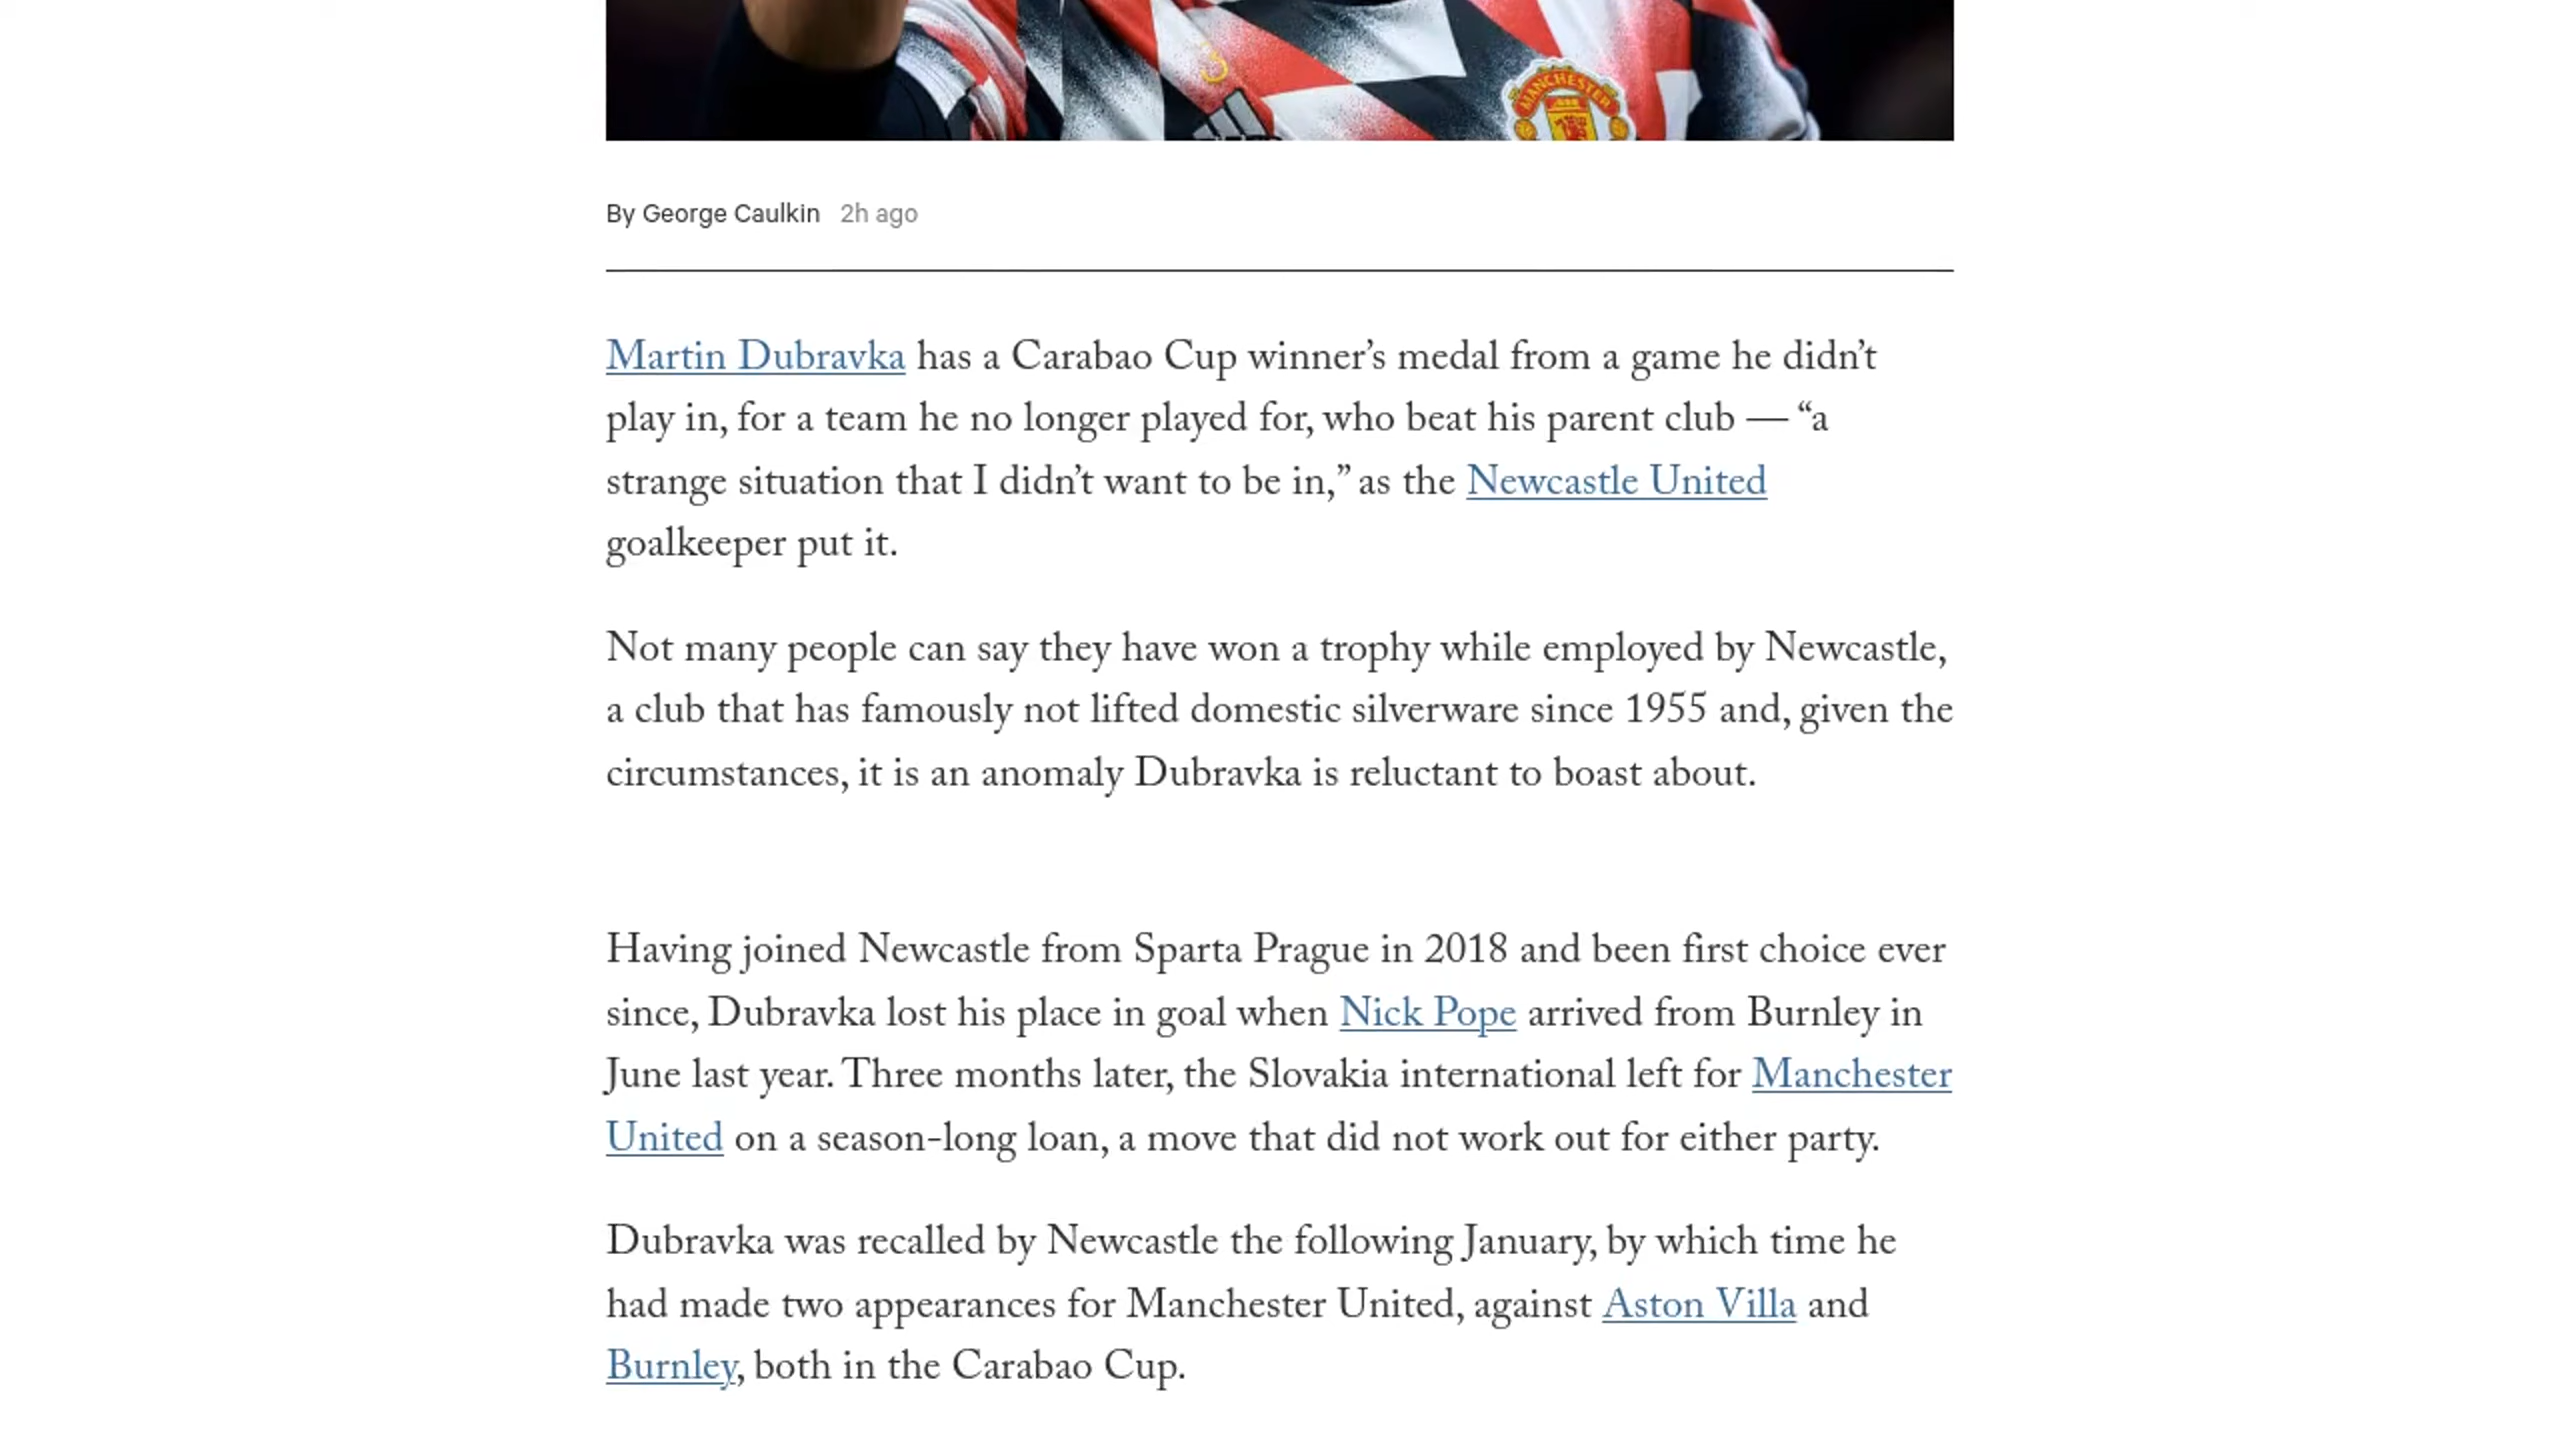 MANCHESTER
By George Caulkin 2h ago
Martin Dubravka has a Carabao Cup winner’s medal from a game he didn’t
play in, for a team he no longer played for, who beat his parent club — “a
strange situation that I didn’t want to be in,” as the Newcastle United
goalkeeper put it.
Not many people can say they have won a trophy while employed by Newcastle,
a club that has famously not lifted domestic silverware since 1955 and, given the
circumstances, it is an anomaly Dubravka is reluctant to boast about.
Having joined Newcastle from Sparta Prague in 2018 and been first choice ever
since, Dubravka lost his place in goal when Nick Pope arrived from Burnley in
June last year. Three months later, the Slovakia international left for Manchester
United on a season-long loan, a move that did not work out for either party.
Dubravka was recalled by Newcastle the following January, by which time he
had made two appearances for Manchester United, against Aston Villa and
Burnley, both in the Carabao Cup.